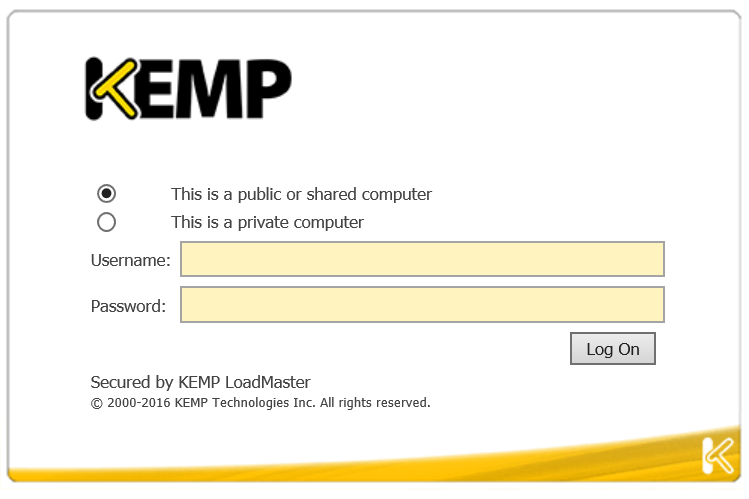 KEMP
This is a public or shared computer
This is a private computer
Username:
Password:
Log On
Secured by KEMP LoadMaster
© 2000-2016 KEMP Technologies Inc. All rights reserved.